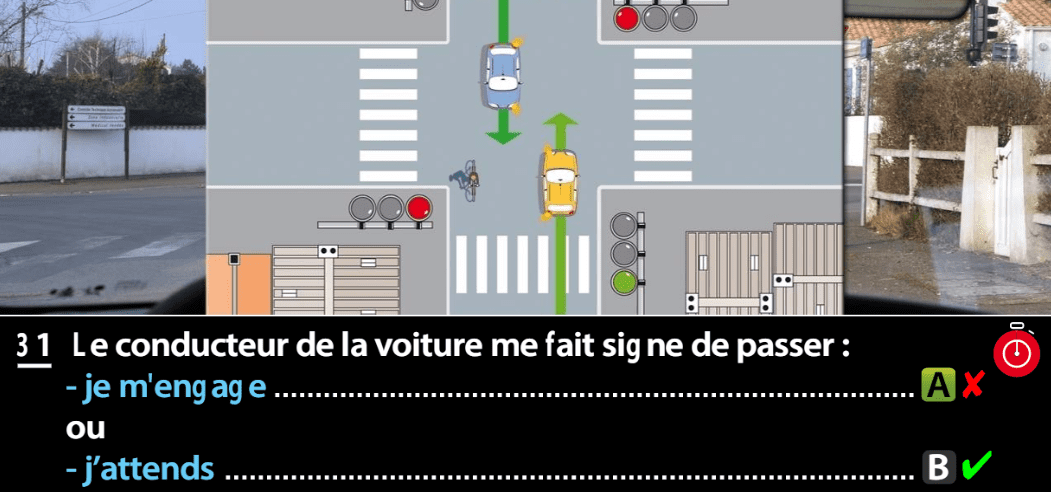 31 Le conducteur de la voiture me fait signe de passer :
- je m'engage ................................................................................ A ✘
ou
- j'attends ........................................................................................ B ✔